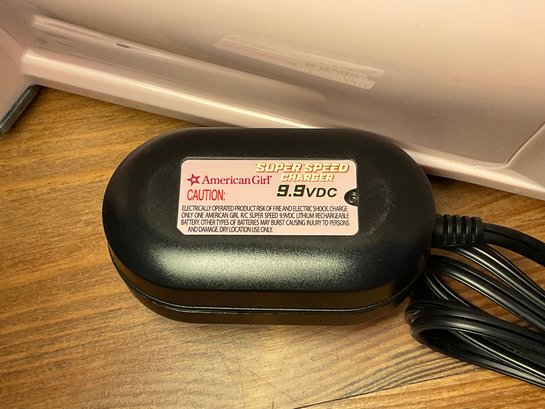 American Girl®
SUPER SPEED
CHARGER
9.9VDC
CAUTION:
ELECTRICALLY OPERATED PRODUCT RISK OF FIRE AND ELECTRIC SHOCK. CHARGE
ONLY ONE AMERICAN GIRL R/C SUPER SPEED 9.9VDC LITHIUM RECHARGEABLE
BATTERY. OTHER TYPES OF BATTERIES MAY BURST CAUSING INJURY TO PERSONS
AND DAMAGE. DRY LOCATION USE ONLY.